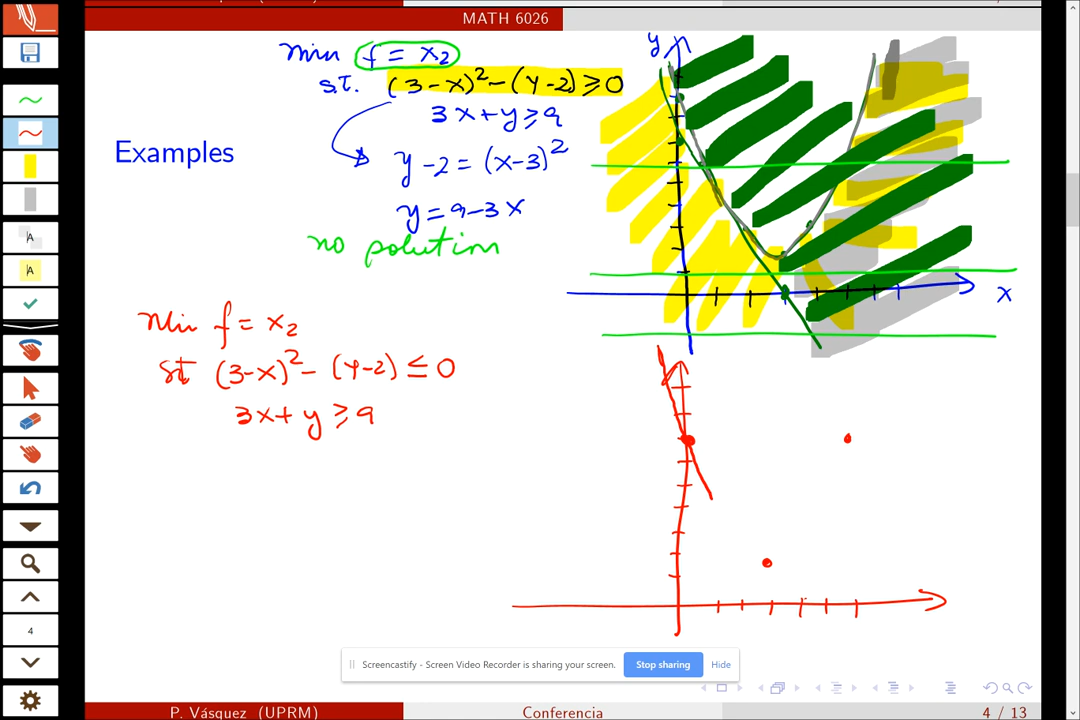 MATH 6026
Min f = x₂
st. (3-x)² - (y-2) ≥ 0
3x+y ≥ 9
y-2 = (x-3)²
y = 9-3x
no solution
Examples
Min f = x₂
st (3-x)² - (y-2) ≤ 0
3x + y ≥ 9
y
x
A
A
4
Screencastify - Screen Video Recorder is sharing your screen.
Stop sharing
Hide
P. Vásquez (UPRM)
Conferencia
4 / 13